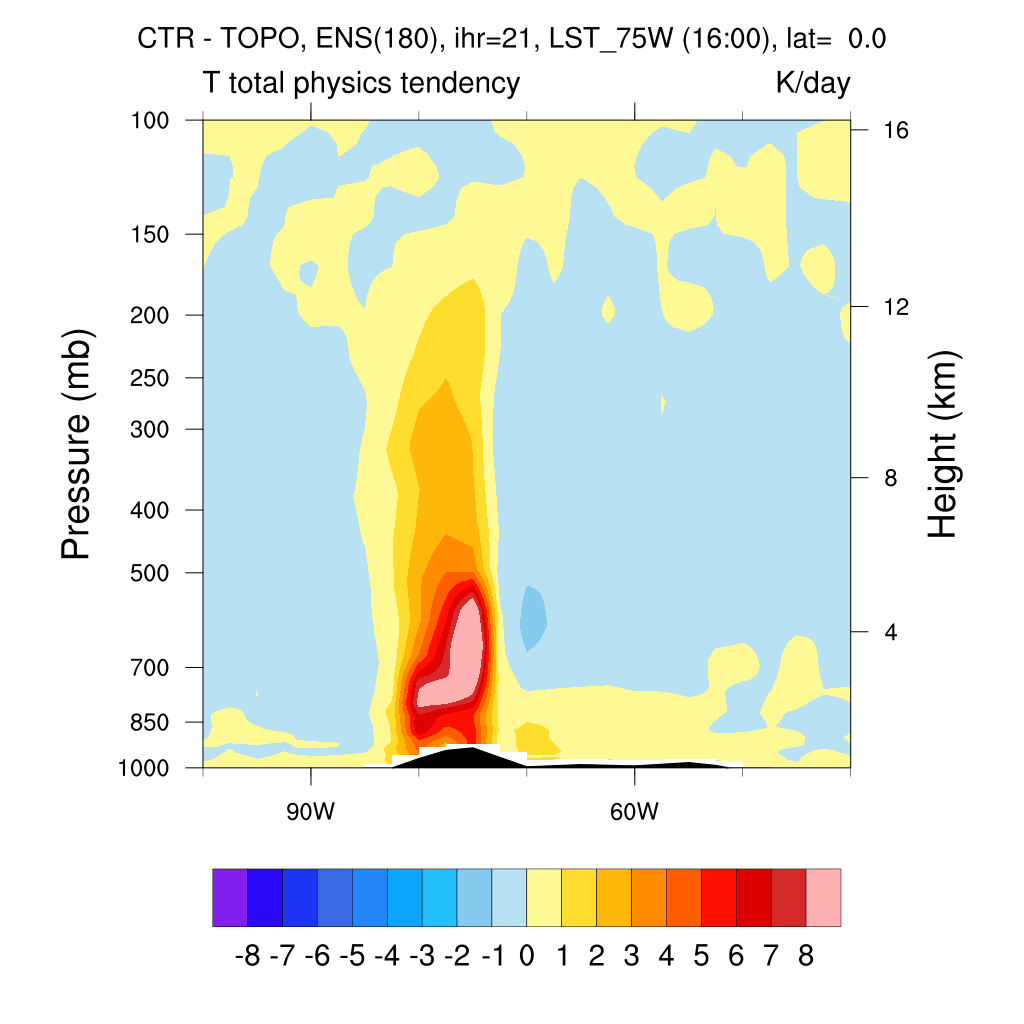 CTR - TOPO, ENS(180), ihr=21, LST_75W (16:00), lat=  0.0
T total physics tendency K/day
100
150
200
250
300
400
500
700
850
1000
Pressure (mb)
16
12
8
4
Height (km)
90W 60W
-8 -7 -6 -5 -4 -3 -2 -1 0 1 2 3 4 5 6 7 8